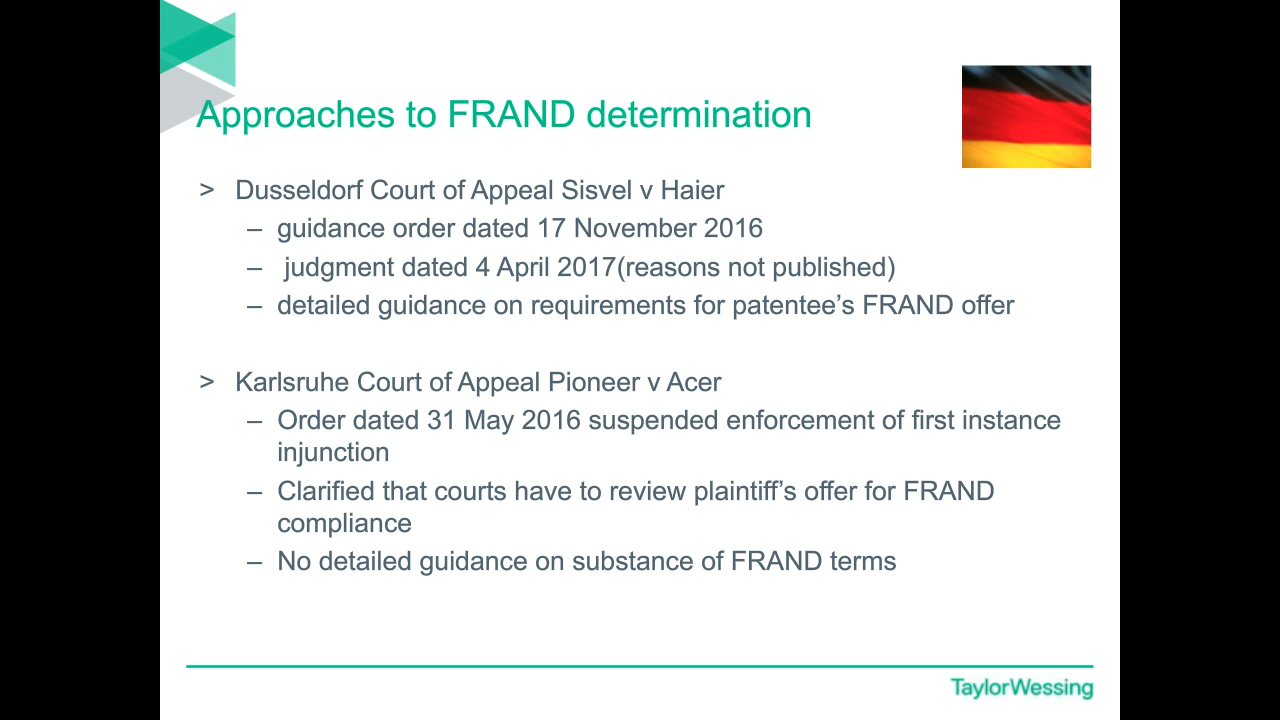 Approaches to FRAND determination
> Dusseldorf Court of Appeal Sisvel v Haier
– guidance order dated 17 November 2016
– judgment dated 4 April 2017(reasons not published)
– detailed guidance on requirements for patentee’s FRAND offer
> Karlsruhe Court of Appeal Pioneer v Acer
– Order dated 31 May 2016 suspended enforcement of first instance
injunction
– Clarified that courts have to review plaintiff’s offer for FRAND
compliance
– No detailed guidance on substance of FRAND terms
TaylorWessing